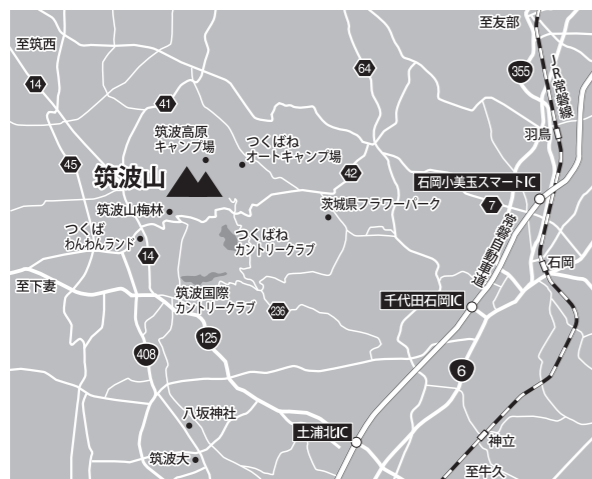 至友部
至筑西
14
64
355
JR常磐線
41
筑波高原
キャンプ場
つくばね
オートキャンプ場
羽鳥
45
筑波山
42
石岡小美玉スマートIC
7
筑波山梅林
茨城県フラワーパーク
つくば
わんわんランド
つくばね
カントリークラブ
常磐自動車道
14
石岡
至下妻
筑波国際
カントリークラブ
千代田石岡IC
236
125
408
6
八坂神社
土浦北IC
神立
筑波大
至牛久